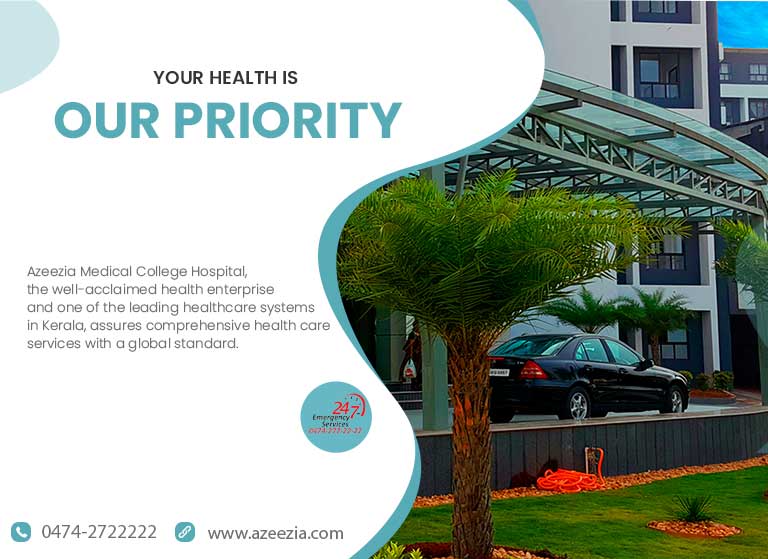 YOUR HEALTH IS
OUR PRIORITY
Azeezia Medical College Hospital,
the well-acclaimed health enterprise
and one of the leading healthcare systems
in Kerala, assures comprehensive health care
services with a global standard.
24 7
Emergency
Services
0474-272-22-22
0474-2722222
www.azeezia.com